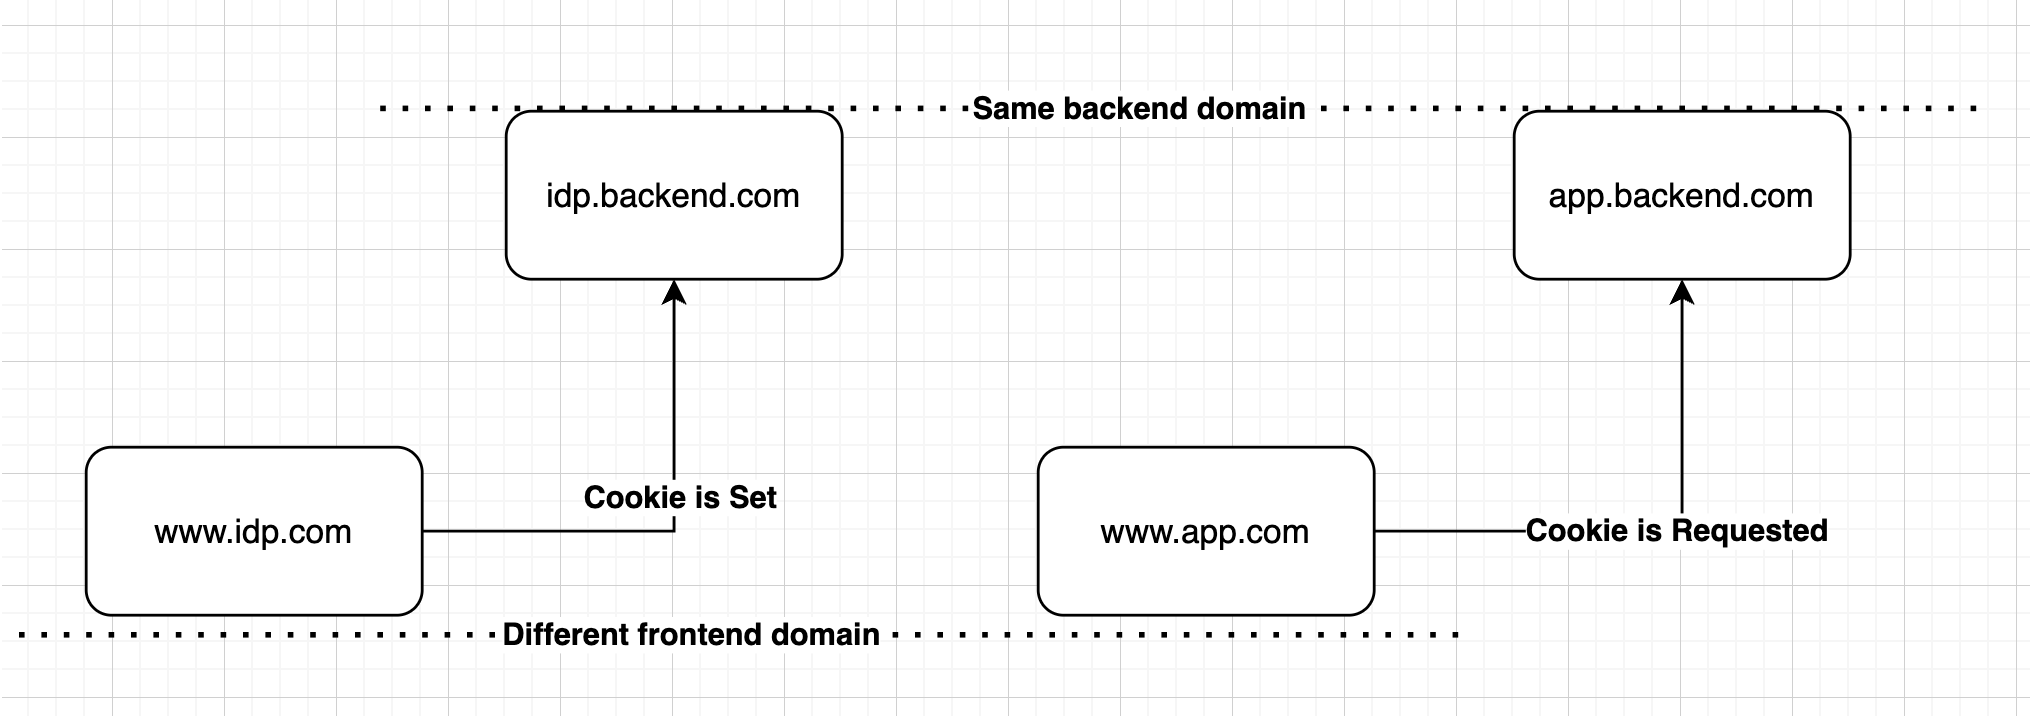 Same backend domain
idp.backend.com
app.backend.com
Cookie is Set
www.idp.com
www.app.com
Cookie is Requested
Different frontend domain